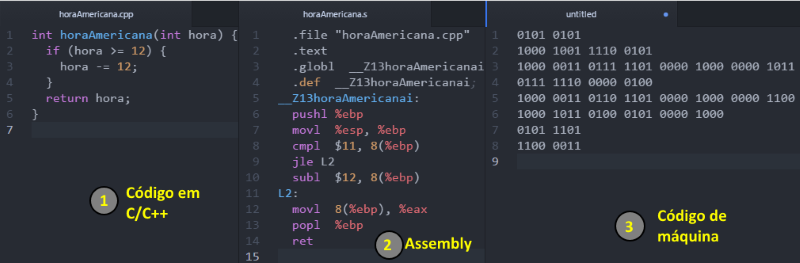 horaAmericana.cpp
1 int horaAmericana(int hora) {
2 if (hora >= 12) {
3 hora -= 12;
4 }
5 return hora;
6 }
7
1 Código em
C/C++
horaAmericana.s
1 .file "horaAmericana.cpp"
2 .text
3 .globl __Z13horaAmericanai
4 .def __Z13horaAmericanai;
5 __Z13horaAmericanai:
6 pushl %ebp
7 movl %esp, %ebp
8 cmpl $11, 8(%ebp)
9 jle L2
10 subl $12, 8(%ebp)
11 L2:
12 movl 8(%ebp), %eax
13 popl %ebp
14 ret
15
2 Assembly
untitled
1 0101 0101
2 1000 1001 1110 0101
3 1000 0011 0111 1101 0000 1000 0000 1011
4 0111 1110 0000 0100
5 1000 0011 0110 1101 0000 1000 0000 1100
6 1000 1011 0100 0101 0000 1000
7 0101 1101
8 1100 0011
9
3 Código de
máquina